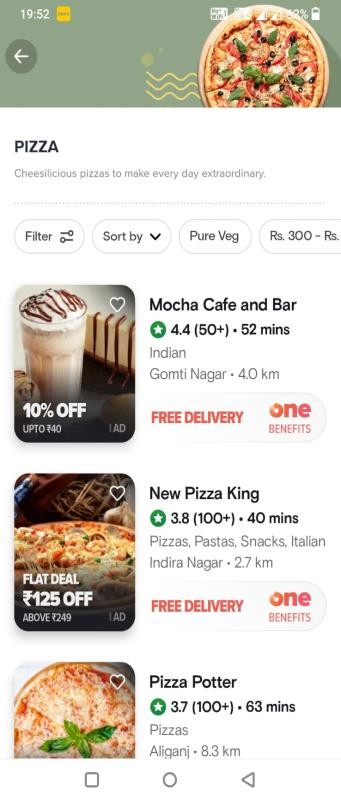 19:52
62%
PIZZA
Cheesilicious pizzas to make every day extraordinary.
Filter
Sort by
Pure Veg
Rs. 300 - Rs.
Mocha Cafe and Bar
4.4 (50+) • 52 mins
Indian
Gomti Nagar • 4.0 km
10% OFF
UPTO ₹40
AD
FREE DELIVERY
one
BENEFITS
New Pizza King
3.8 (100+) • 40 mins
Pizzas, Pastas, Snacks, Italian
Indira Nagar • 2.7 km
FLAT DEAL
₹125 OFF
ABOVE ₹249
AD
FREE DELIVERY
one
BENEFITS
Pizza Potter
3.7 (100+) • 63 mins
Pizzas
Aliganj • 8.3 km